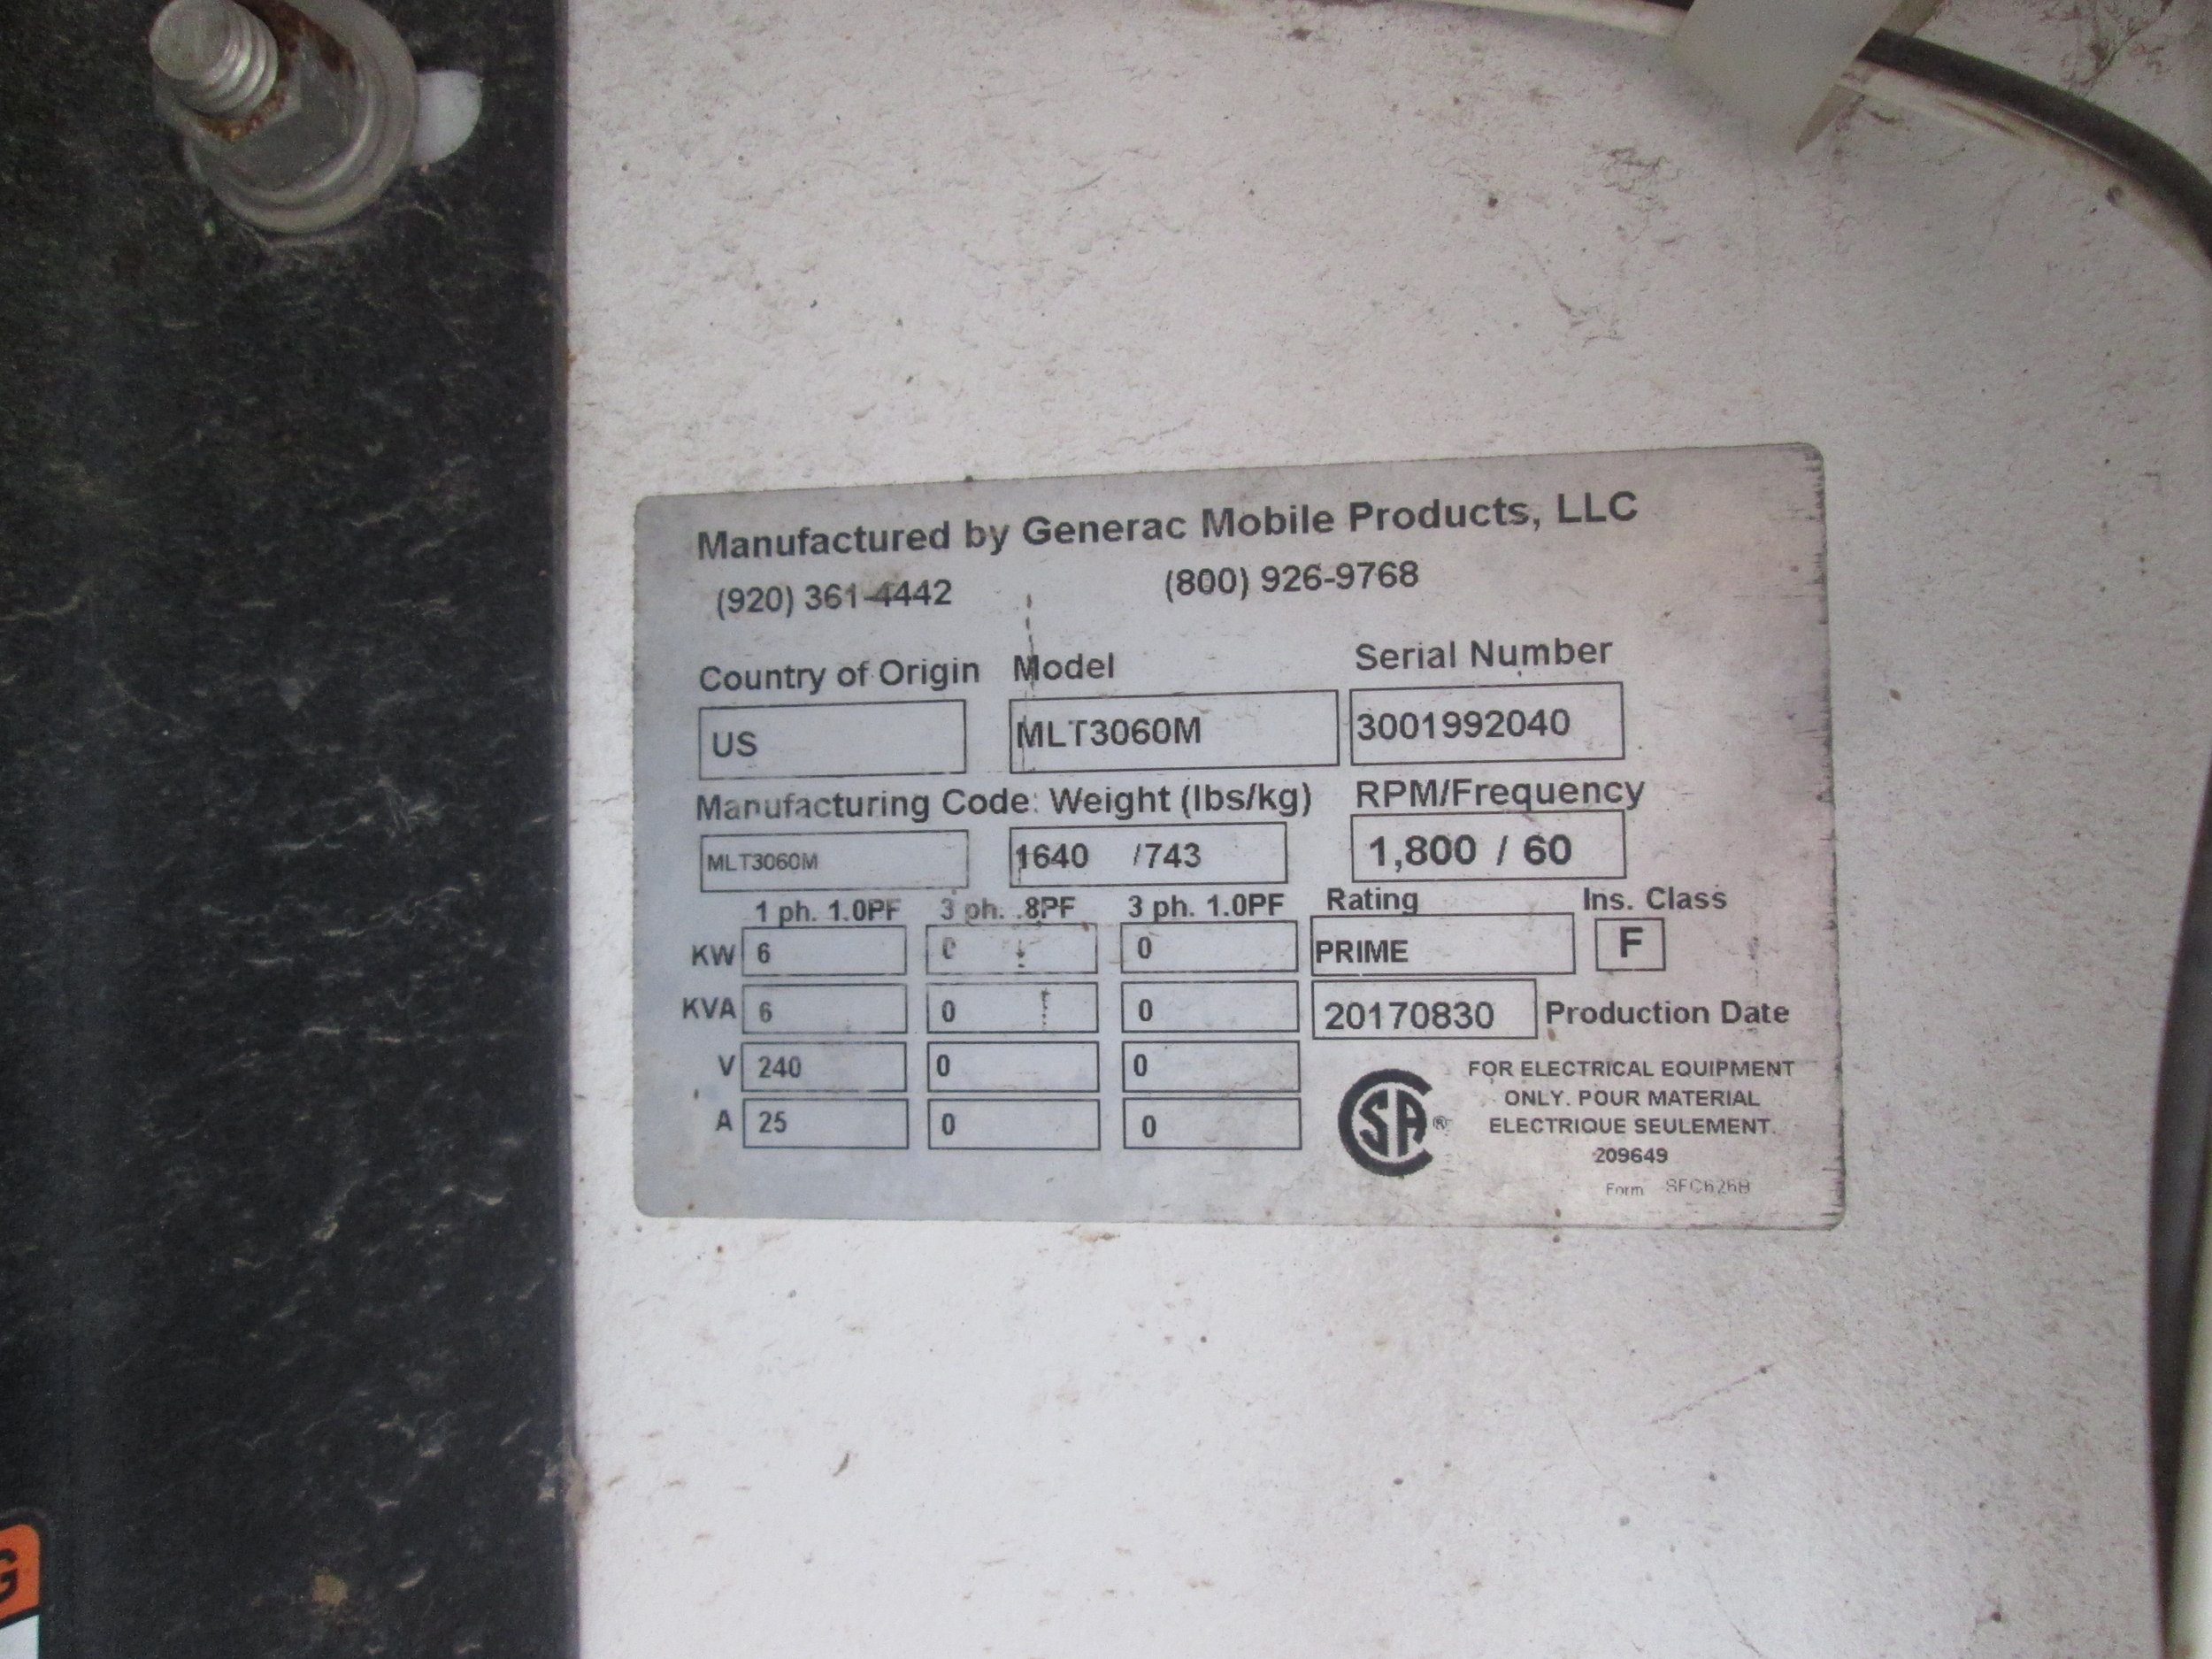 Manufactured by Generac Mobile Products, LLC
(920) 361-4442 (800) 926-9768
Country of Origin Model Serial Number
US MLT3060M 3001992040
Manufacturing Code: Weight (lbs/kg) RPM/Frequency
MLT3060M 1640 /743 1,800 / 60
1 ph. 1.0PF 3 ph. .8PF 3 ph. 1.0PF Rating Ins. Class
KW 6 0 0 PRIME F
KVA 6 0 0 20170830 Production Date
V 240 0 0
A 25 0 0
SA ®
FOR ELECTRICAL EQUIPMENT
ONLY. POUR MATERIAL
ELECTRIQUE SEULEMENT.
209649
Form
G